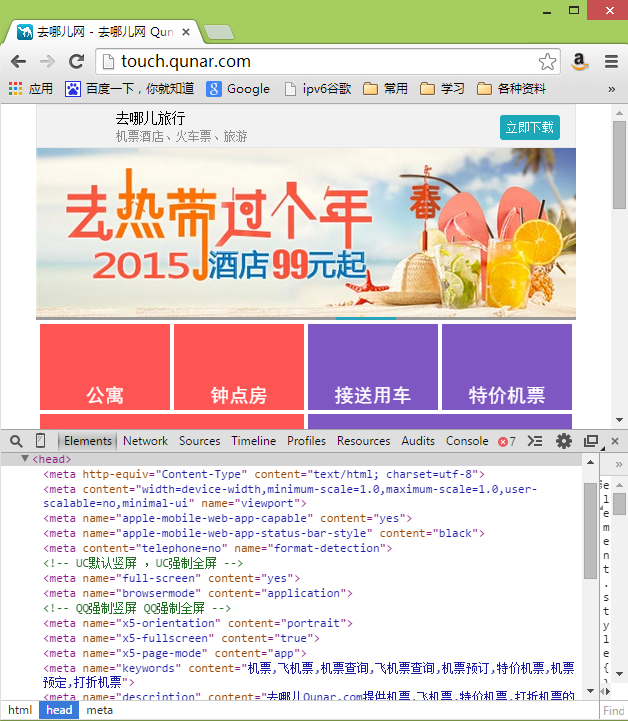 去哪儿网 - 去哪儿网 Qun
touch.qunar.com
应用 百度一下，你就知道 Google ipv6谷歌 常用 学习 各种资料 »
去哪儿旅行
机票酒店、火车票、旅游
立即下载
去热带过个年
春
2015年酒店99元起
公寓 钟点房 接送用车 特价机票
Elements Network Sources Timeline Profiles Resources Audits Console 7
<head>
<meta http-equiv="Content-Type" content="text/html; charset=utf-8">
<meta content="width=device-width,minimum-scale=1.0,maximum-scale=1.0,user-
scalable=no,minimal-ui" name="viewport">
<meta name="apple-mobile-web-app-capable" content="yes">
<meta name="apple-mobile-web-app-status-bar-style" content="black">
<meta content="telephone=no" name="format-detection">
<!-- UC默认竖屏 ，UC强制全屏 -->
<meta name="full-screen" content="yes">
<meta name="browsermode" content="application">
<!-- QQ强制竖屏 QQ强制全屏 -->
<meta name="x5-orientation" content="portrait">
<meta name="x5-fullscreen" content="true">
<meta name="x5-page-mode" content="app">
<meta name="keywords" content="机票,飞机票,机票查询,飞机票查询,机票预订,特价机票,机票
预定,打折机票">
<meta name="description" content="去哪儿Qunar.com提供机票,飞机票,特价机票,打折机票的
»
element.style {
html head meta
Find